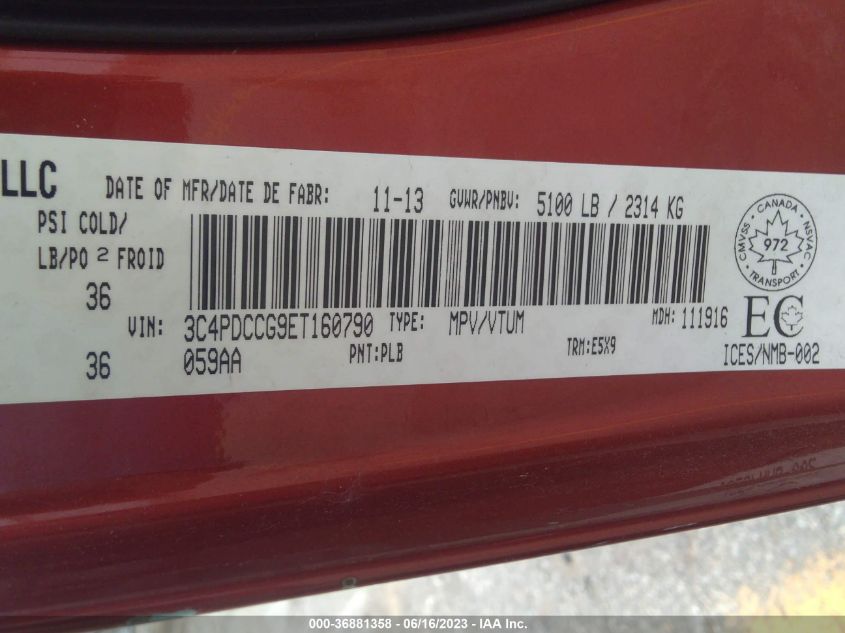 LLC DATE OF MFR/DATE DE FABR: 11-13 GVWR/PNBV: 5100 LB / 2314 KG
PSI COLD/
LB/PO 2 FROID
36
VIN: 3C4PDCCG9ET160790 TYPE: MPV/VTUM MDH: 111916
36 059AA PNT:PLB TRM:E5X9
CANADA
CMVSS 972 NSVAC
TRANSPORT
EC
ICES/NMB-002
000-36881358 - 06/16/2023 - IAA Inc.